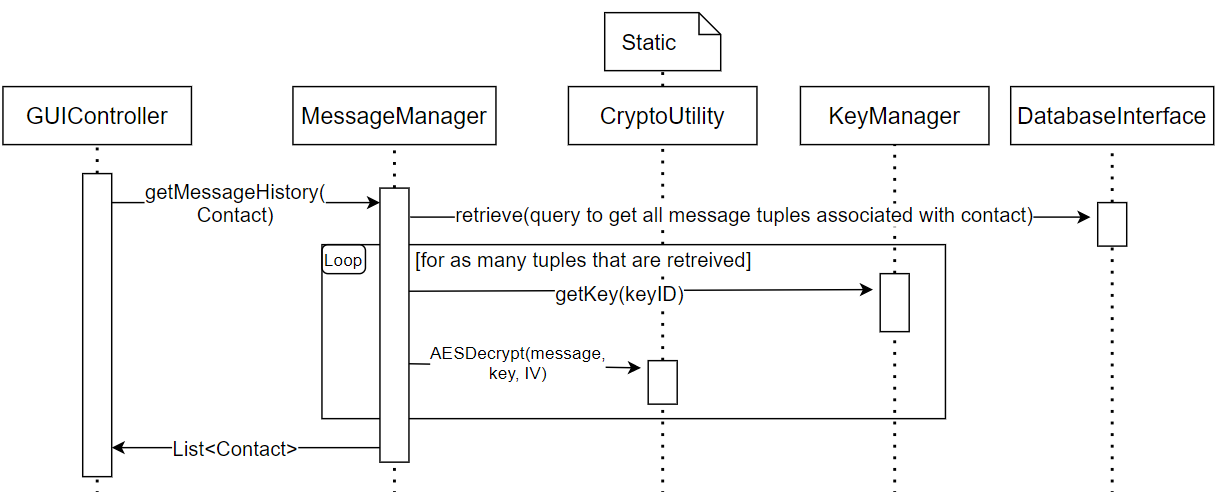 Static
GUIController
MessageManager
CryptoUtility
KeyManager
DatabaseInterface
getMessageHistory(
Contact)
retrieve(query to get all message tuples associated with contact)
Loop
[for as many tuples that are retreived]
getKey(keyID)
AESDecrypt(message,
key, IV)
List<Contact>